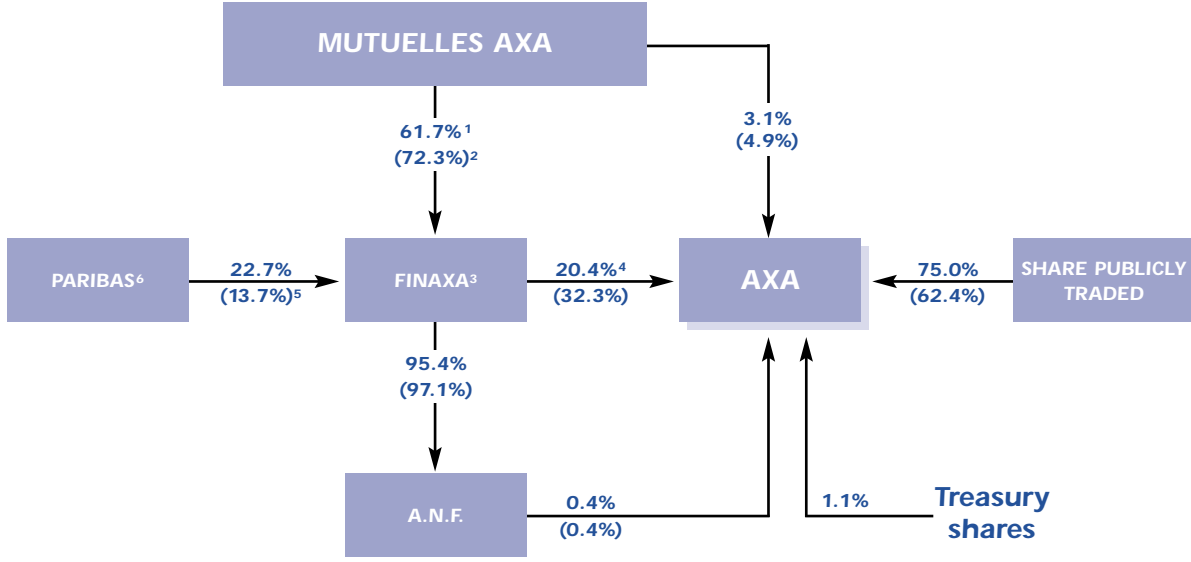 MUTUELLES AXA
61.7%¹
(72.3%)²
3.1%
(4.9%)
PARIBAS⁶
22.7%
(13.7%)⁵
FINAXA³
20.4%⁴
(32.3%)
AXA
75.0%
(62.4%)
SHARE PUBLICLY
TRADED
95.4%
(97.1%)
A.N.F.
0.4%
(0.4%)
1.1%
Treasury
shares